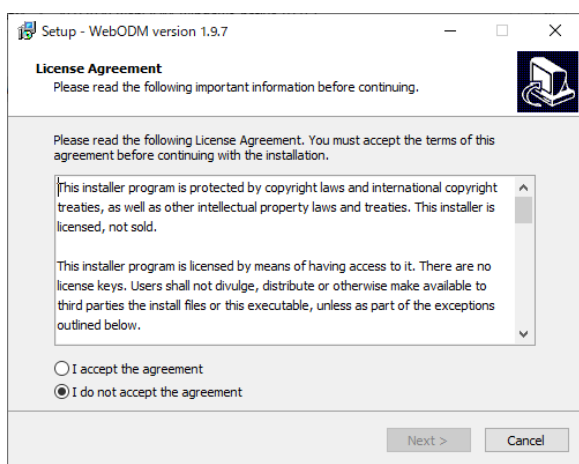 Setup - WebODM version 1.9.7
License Agreement
Please read the following important information before continuing.
Please read the following License Agreement. You must accept the terms of this
agreement before continuing with the installation.
This installer program is protected by copyright laws and international copyright
treaties, as well as other intellectual property laws and treaties. This installer is
licensed, not sold.
This installer program is licensed by means of having access to it. There are no
license keys. Users shall not divulge, distribute or otherwise make available to
third parties the install files or this executable, unless as part of the exceptions
outlined below.
I accept the agreement
I do not accept the agreement
Next >
Cancel